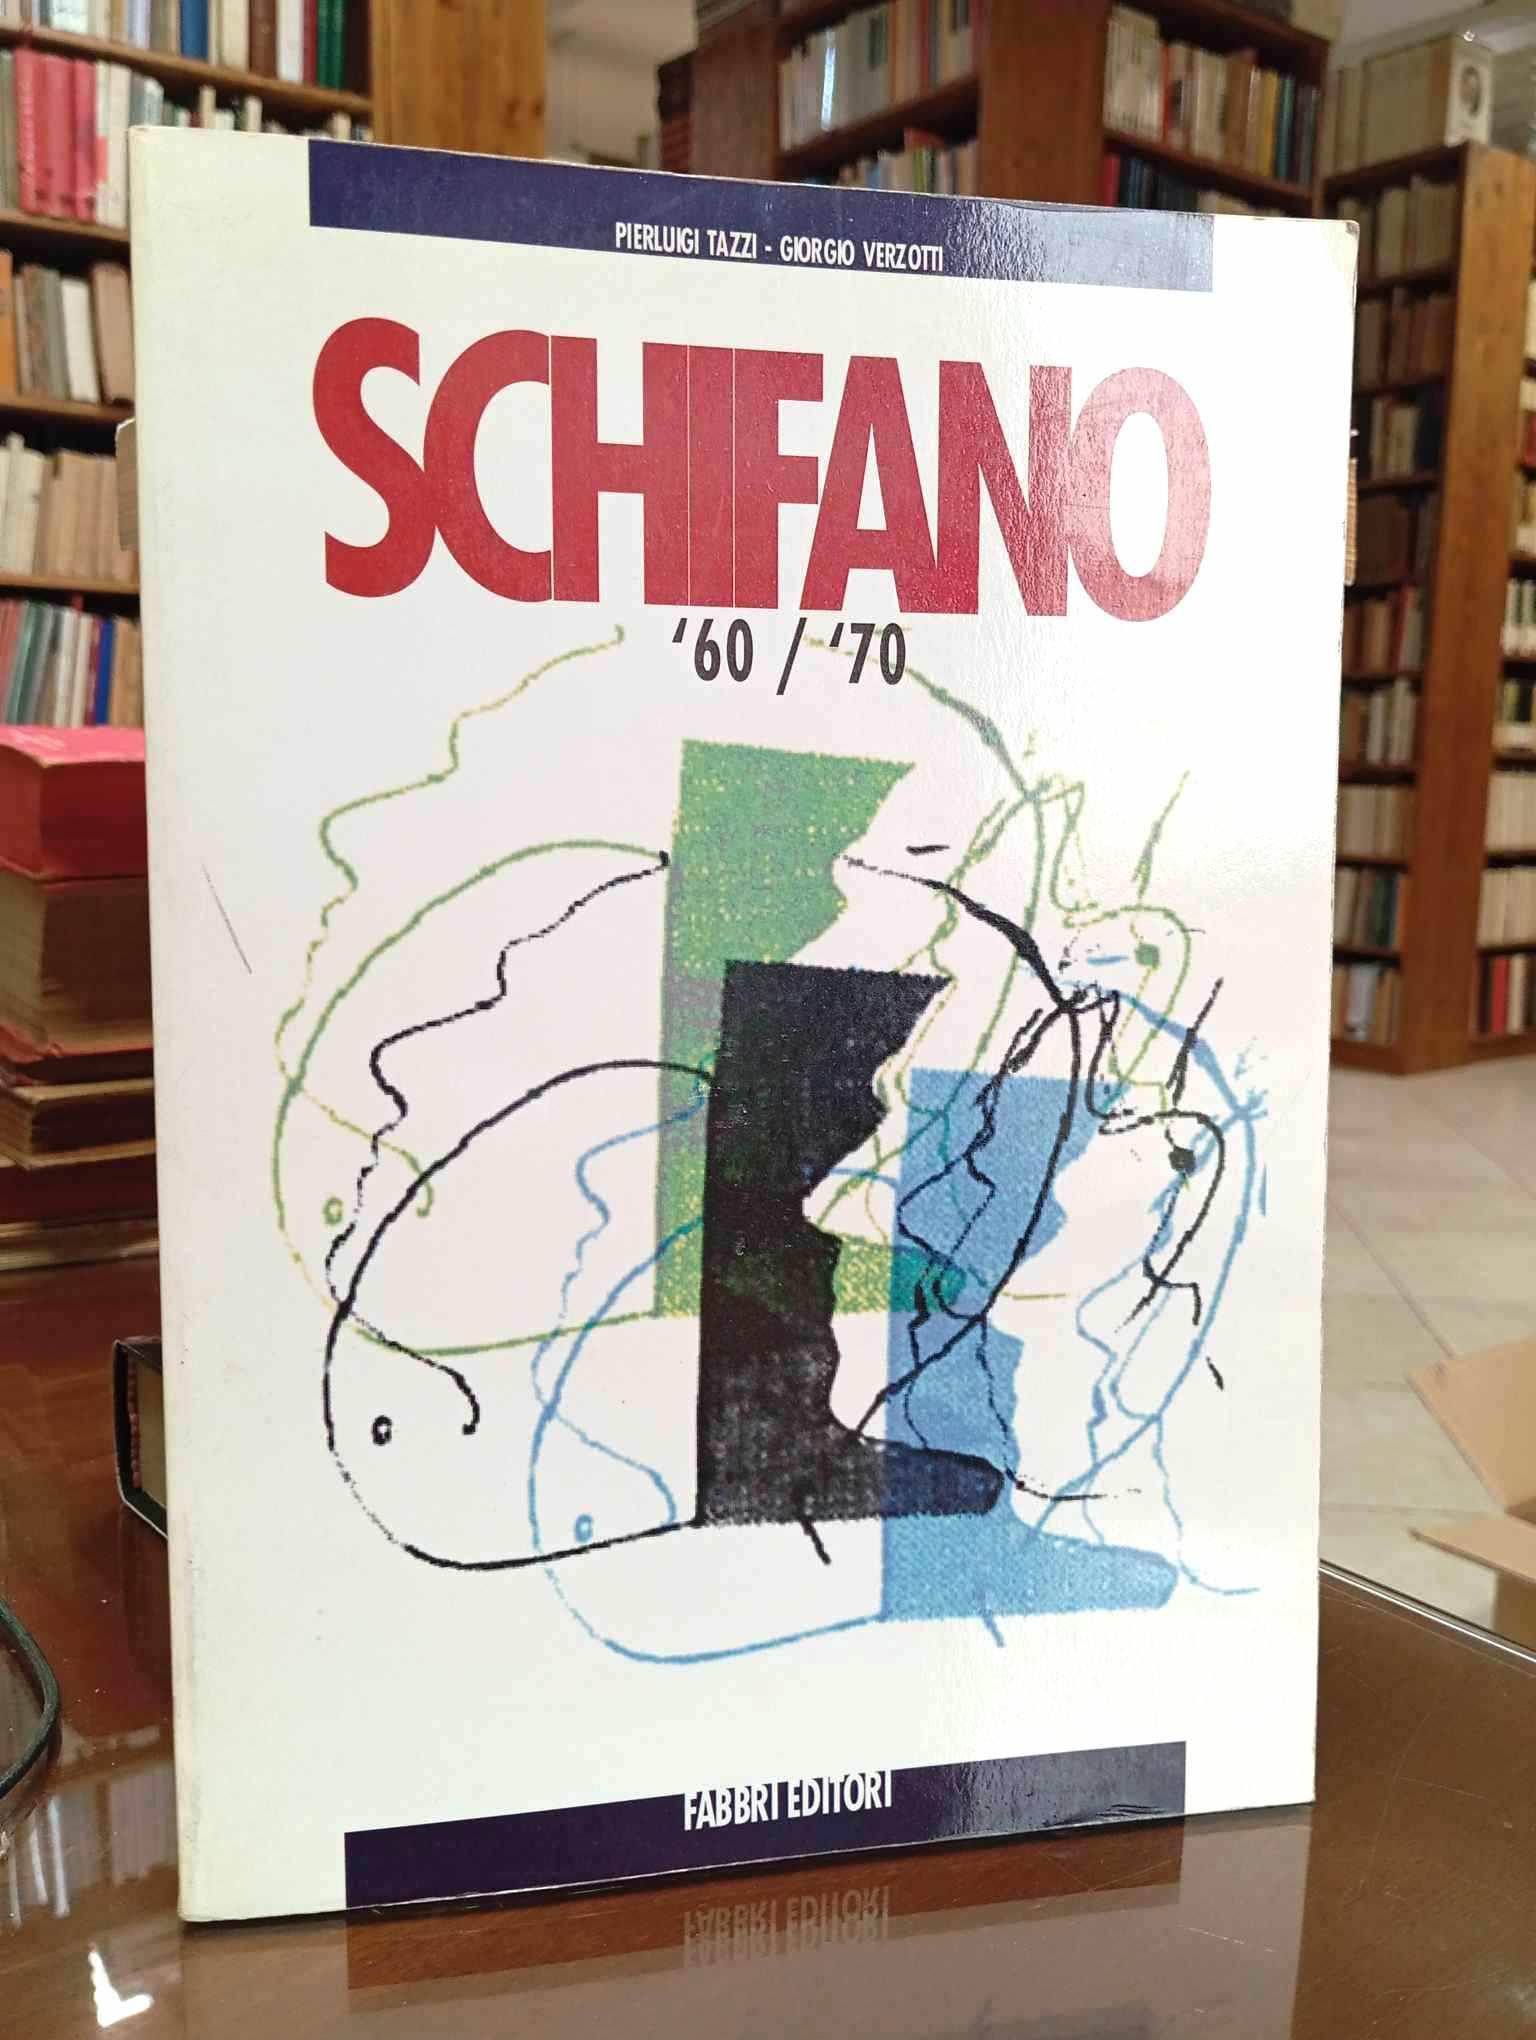 PIERLUIGI TAZZI - GIORGIO VERZOTTI
SCHIFANO
‘60 / ‘70
FABBRI EDITORI